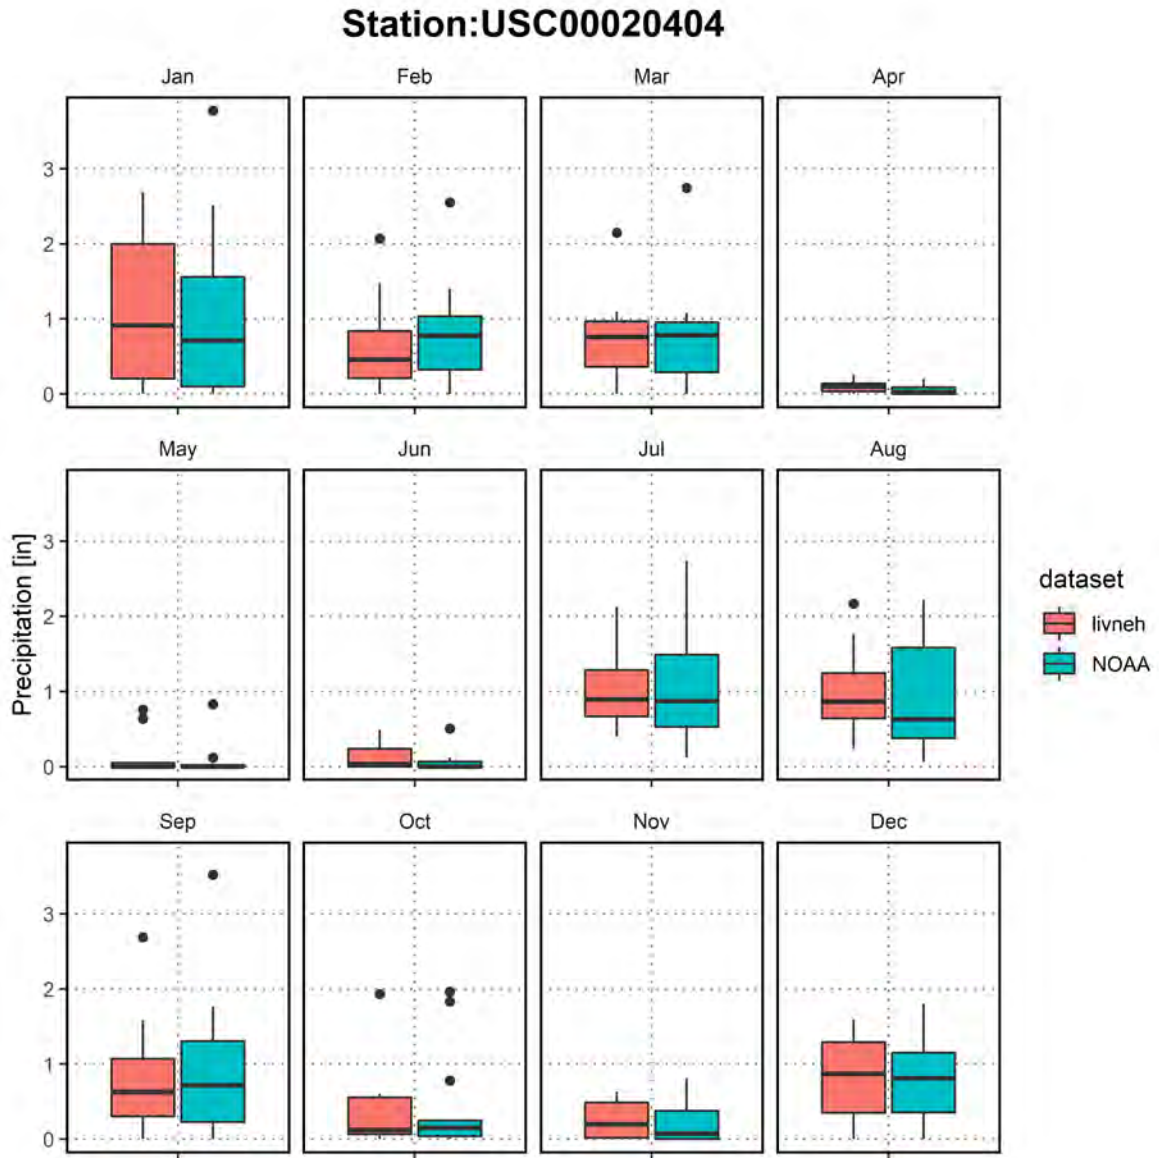 Station:USC00020404
Jan Feb Mar Apr
3
2
1
0
May Jun Jul Aug
Precipitation [in]
3
2
1
0
dataset
livneh
NOAA
Sep Oct Nov Dec
3
2
1
0